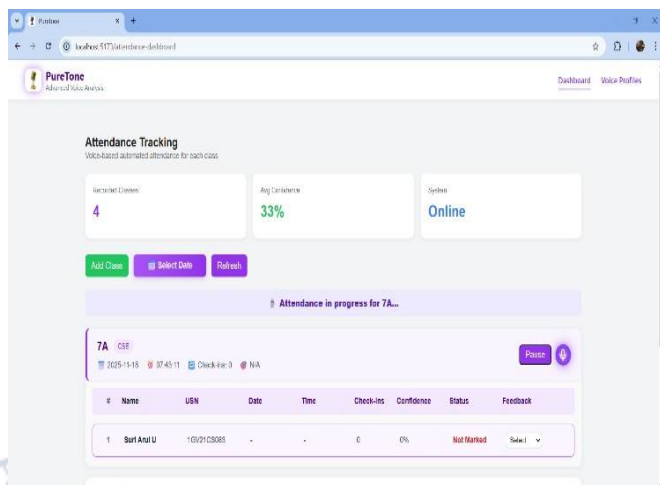 Puretone
localhost:5173/attendance-dashboard
PureTone
Advanced Voice Analysis
Dashboard Voice Profiles
Attendance Tracking
Voice-based automated attendance for each class
Recorded Classes
4
Avg Confidence
33%
System
Online
Add Class Select Date Refresh
Attendance in progress for 7A...
7A CSE
2025-11-18 07:43:11 Check-ins: 0 N/A
Pause
# Name USN Date Time Check-Ins Confidence Status Feedback
1 Surl Arul U 1GV21CS083 - - 0 0% Not Marked Select